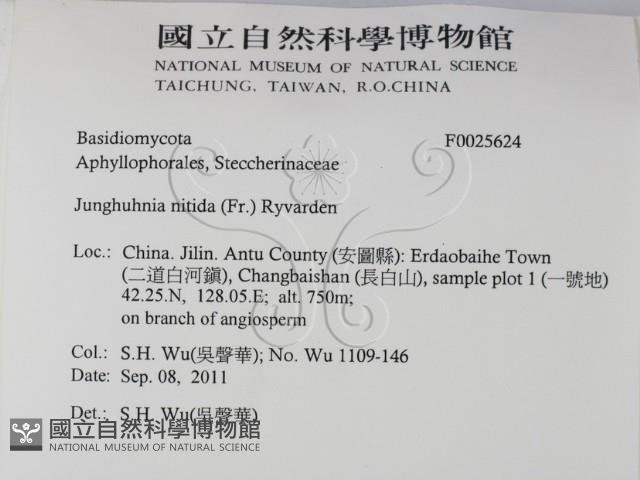 國立自然科學博物館
NATIONAL MUSEUM OF NATURAL SCIENCE
TAICHUNG, TAIWAN, R.O.CHINA
Basidiomycota F0025624
Aphyllophorales, Steccherinaceae
Junghuhnia nitida (Fr.) Ryvarden
Loc.: China. Jilin. Antu County (安圖縣): Erdaobaihe Town
(二道白河鎮), Changbaishan (長白山), sample plot 1 (一號地)
42.25.N, 128.05.E; alt. 750m;
on branch of angiosperm
Col.: S.H. Wu(吳聲華); No. Wu 1109-146
Date: Sep. 08, 2011
Det.: S.H. Wu(吳聲華)
國立自然科學博物館
NATIONAL MUSEUM OF NATURAL SCIENCE